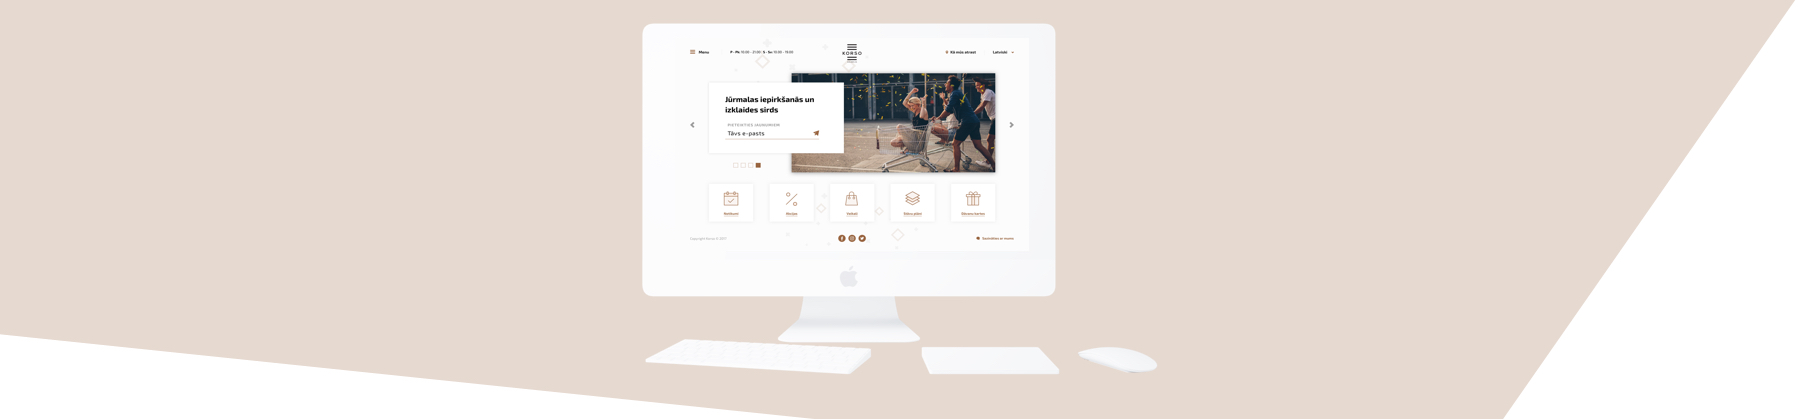 Menu
P - Pk 10:00 - 21:00 S - Sv 10:00 - 19:00
KORSO
Kā mūs atrast
Latviski
Jūrmalas iepirkšanās un
izklaides sirds
PIETEIKTIES JAUNUMIEM
Tāvs e-pasts
Notikumi
Akcijas
Veikali
Stāvu plāns
Dāvanu kartes
Copyright Korso © 2017
Sazināties ar mums